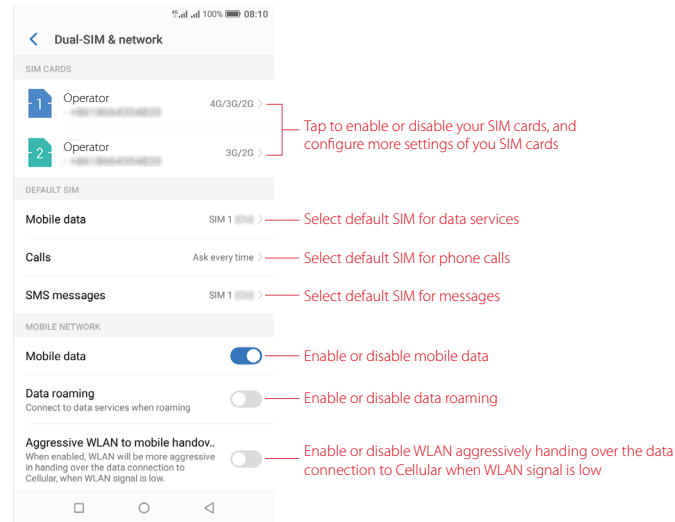 4G 100% 08:10
Dual-SIM & network
SIM CARDS
1
Operator
4G/3G/2G
2
Operator
3G/2G
Tap to enable or disable your SIM cards, and
configure more settings of you SIM cards
DEFAULT SIM
Mobile data SIM 1
Select default SIM for data services
Calls Ask every time
Select default SIM for phone calls
SMS messages SIM 1
Select default SIM for messages
MOBILE NETWORK
Mobile data
Enable or disable mobile data
Data roaming
Connect to data services when roaming
Enable or disable data roaming
Aggressive WLAN to mobile handov..
When enabled, WLAN will be more aggressive
in handing over the data connection to
Cellular, when WLAN signal is low.
Enable or disable WLAN aggressively handing over the data
connection to Cellular when WLAN signal is low